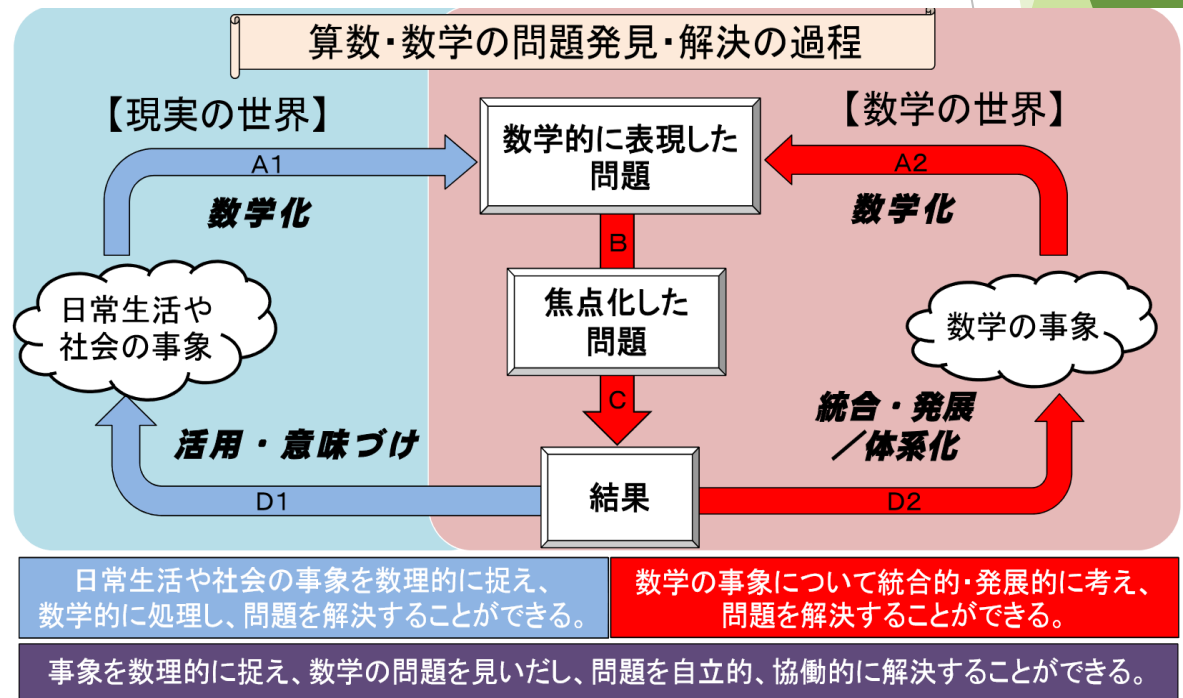 算数・数学の問題発見・解決の過程
【現実の世界】
【数学の世界】
A1
数学化
数学的に表現した
問題
A2
数学化
B
日常生活や
社会の事象
焦点化した
問題
数学の事象
C
活用・意味づけ
統合・発展
／体系化
D1
結果
D2
日常生活や社会の事象を数理的に捉え、
数学的に処理し、問題を解決することができる。
数学の事象について統合的・発展的に考え、
問題を解決することができる。
事象を数理的に捉え、数学の問題を見いだし、問題を自立的、協働的に解決することができる。